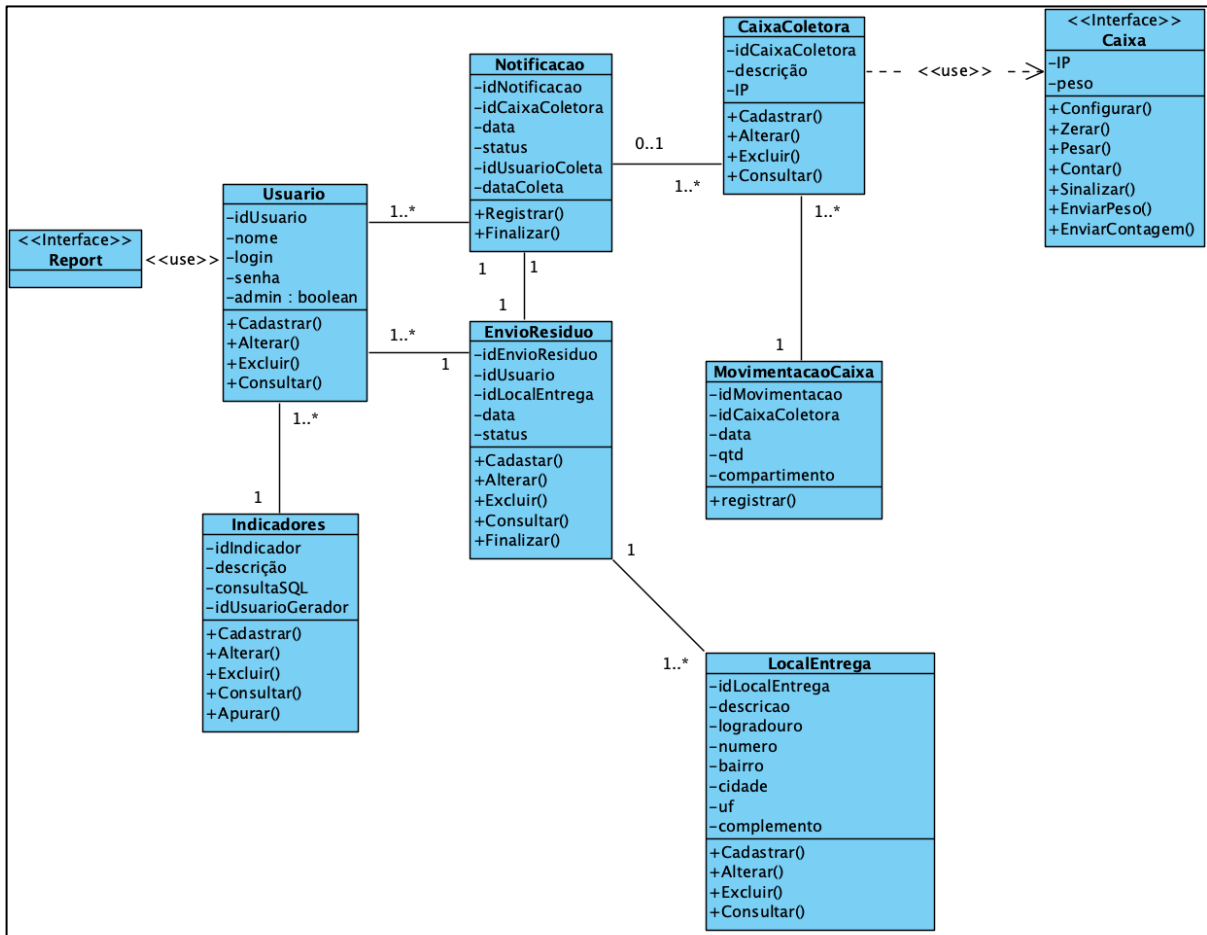 <<Interface>>
Report
<<use>>
Usuario
-idUsuario
-nome
-login
-senha
-admin : boolean
+Cadastrar()
+Alterar()
+Excluir()
+Consultar()
1..*
1..*
1
1..*
1
Indicadores
-idIndicador
-descrição
-consultaSQL
-idUsuarioGerador
+Cadastrar()
+Alterar()
+Excluir()
+Consultar()
+Apurar()
Notificacao
-idNotificacao
-idCaixaColetora
-data
-status
-idUsuarioColeta
-dataColeta
+Registrar()
+Finalizar()
1
1
1
EnvioResiduo
-idEnvioResiduo
-idUsuario
-idLocalEntrega
-data
-status
+Cadastar()
+Alterar()
+Excluir()
+Consultar()
+Finalizar()
0..1
1..*
CaixaColetora
-idCaixaColetora
-descrição
-IP
+Cadastrar()
+Alterar()
+Excluir()
+Consultar()
<<use>>
<<Interface>>
Caixa
-IP
-peso
+Configurar()
+Zerar()
+Pesar()
+Contar()
+Sinalizar()
+EnviarPeso()
+EnviarContagem()
1..*
1
MovimentacaoCaixa
-idMovimentacao
-idCaixaColetora
-data
-qtd
-compartimento
+registrar()
1
1..*
LocalEntrega
-idLocalEntrega
-descricao
-logradouro
-numero
-bairro
-cidade
-uf
-complemento
+Cadastrar()
+Alterar()
+Excluir()
+Consultar()